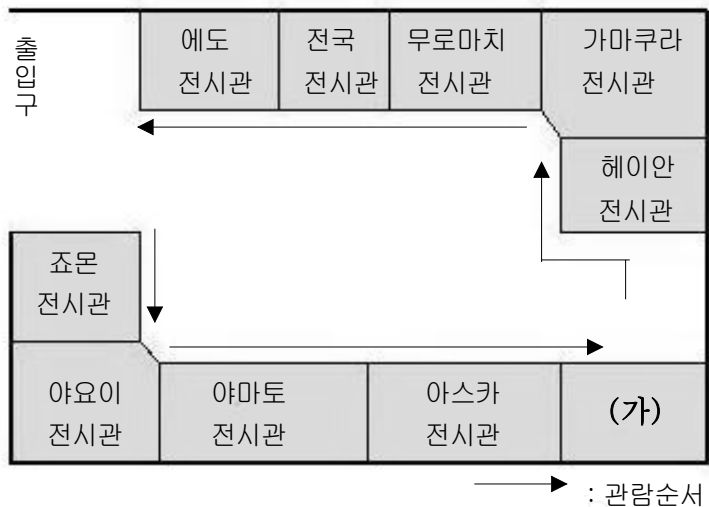 출
입
구
에도
전시관
전국
전시관
무로마치
전시관
가마쿠라
전시관
헤이안
전시관
죠몬
전시관
야요이
전시관
야마토
전시관
아스카
전시관
(가)
: 관람순서